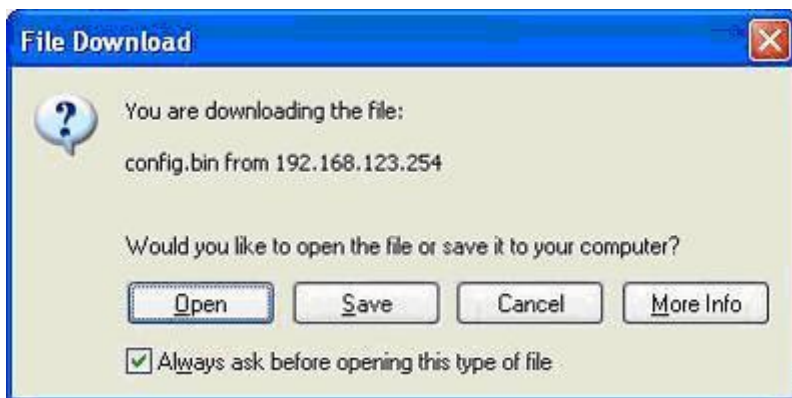 File Download
You are downloading the file:
config.bin from 192.168.123.254
Would you like to open the file or save it to your computer?
Open Save Cancel More Info
Always ask before opening this type of file